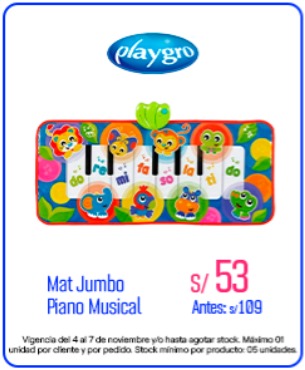 playgro
do re mi fa so la ti do
Mat Jumbo
Piano Musical
S/ 53
Antes: s/109
Vigencia del 4 al 7 de noviembre y/o hasta agotar stock. Máximo 01
unidad por cliente y por pedido. Stock mínimo por producto: 05 unidades.